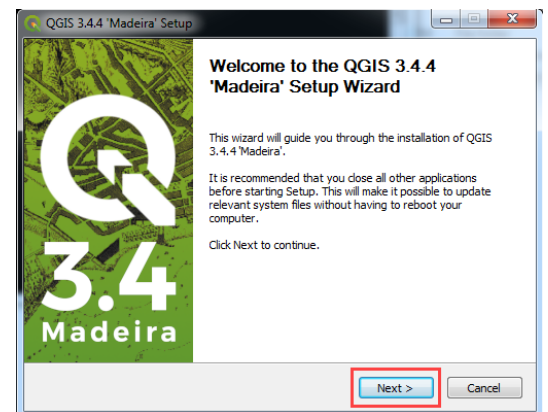 QGIS 3.4.4 'Madeira' Setup
Welcome to the QGIS 3.4.4
'Madeira' Setup Wizard
This wizard will guide you through the installation of QGIS
3.4.4 'Madeira'.
It is recommended that you close all other applications
before starting Setup. This will make it possible to update
relevant system files without having to reboot your
computer.
Click Next to continue.
3.4
Madeira
Next >
Cancel